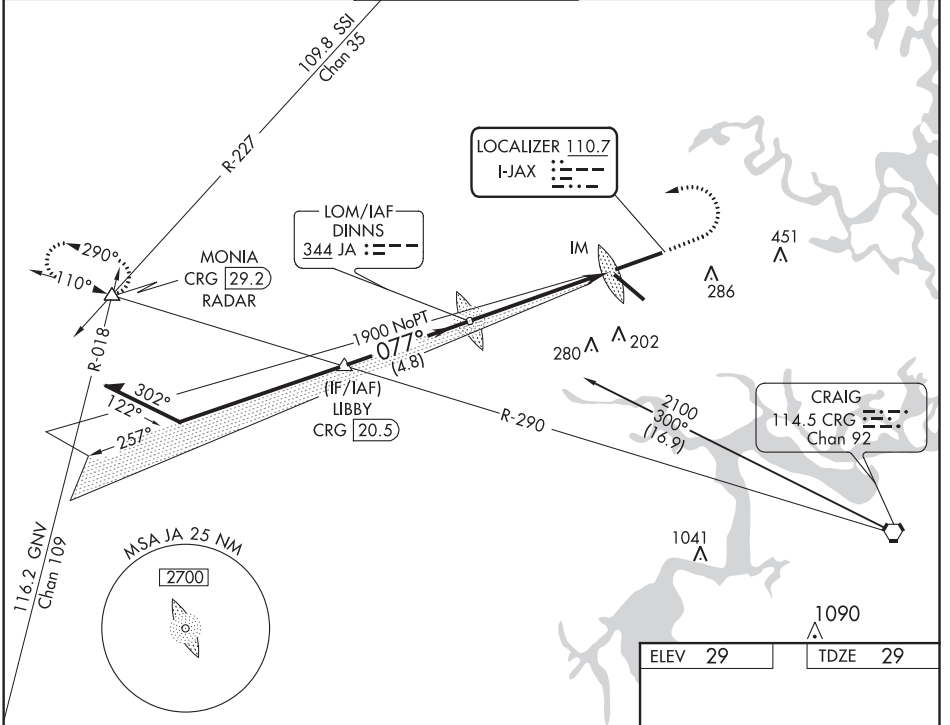 109.8 SSI
Chan 35
R-227
LOCALIZER 110.7
I-JAX
LOM/IAF
DINNS
344 JA
IM
451
286
290°
110°
MONIA
CRG 29.2
RADAR
R-018
1900 NoPT
077°
(4.8)
280
202
(IF/IAF)
LIBBY
CRG 20.5
302°
122°
257°
R-290
2100
300°
(16.9)
CRAIG
114.5 CRG
Chan 92
116.2 GNV
Chan 109
MSA JA 25 NM
2700
1041
1090
ELEV 29
TDZE 29